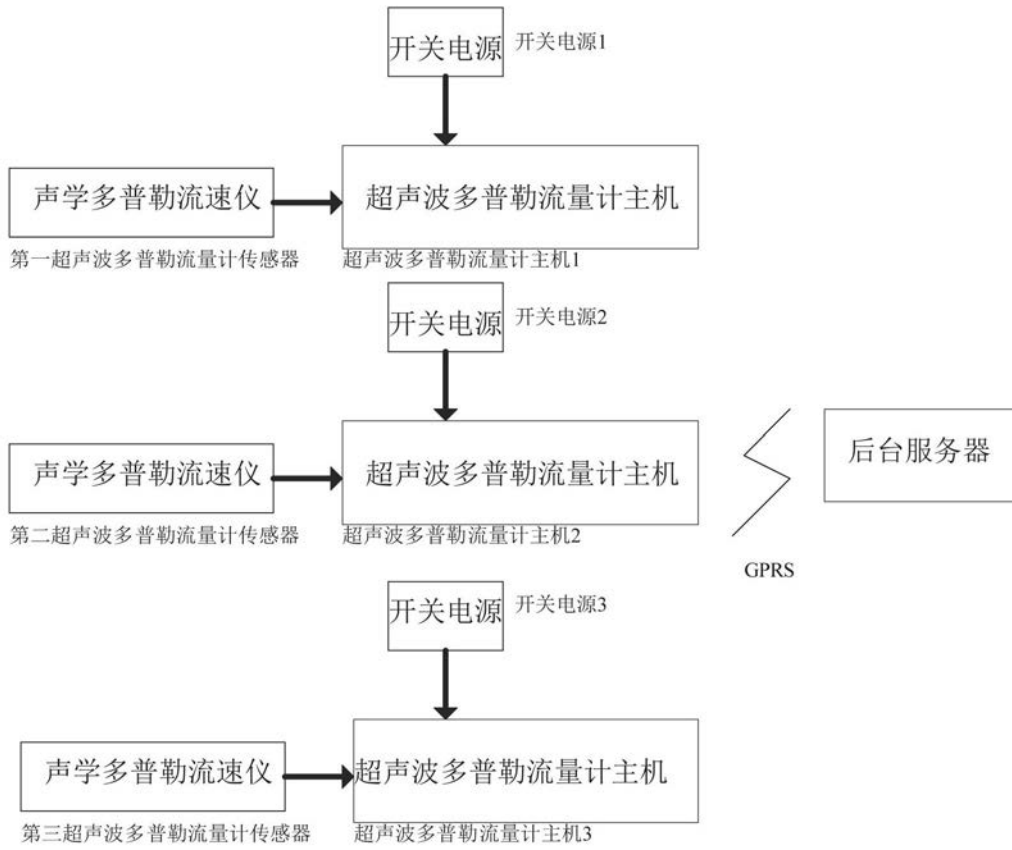 开关电源
开关电源1
声学多普勒流速仪
超声波多普勒流量计主机
第一超声波多普勒流量计传感器
超声波多普勒流量计主机1
开关电源
开关电源2
声学多普勒流速仪
超声波多普勒流量计主机
后台服务器
第二超声波多普勒流量计传感器
超声波多普勒流量计主机2
GPRS
开关电源
开关电源3
声学多普勒流速仪
超声波多普勒流量计主机
第三超声波多普勒流量计传感器
超声波多普勒流量计主机3